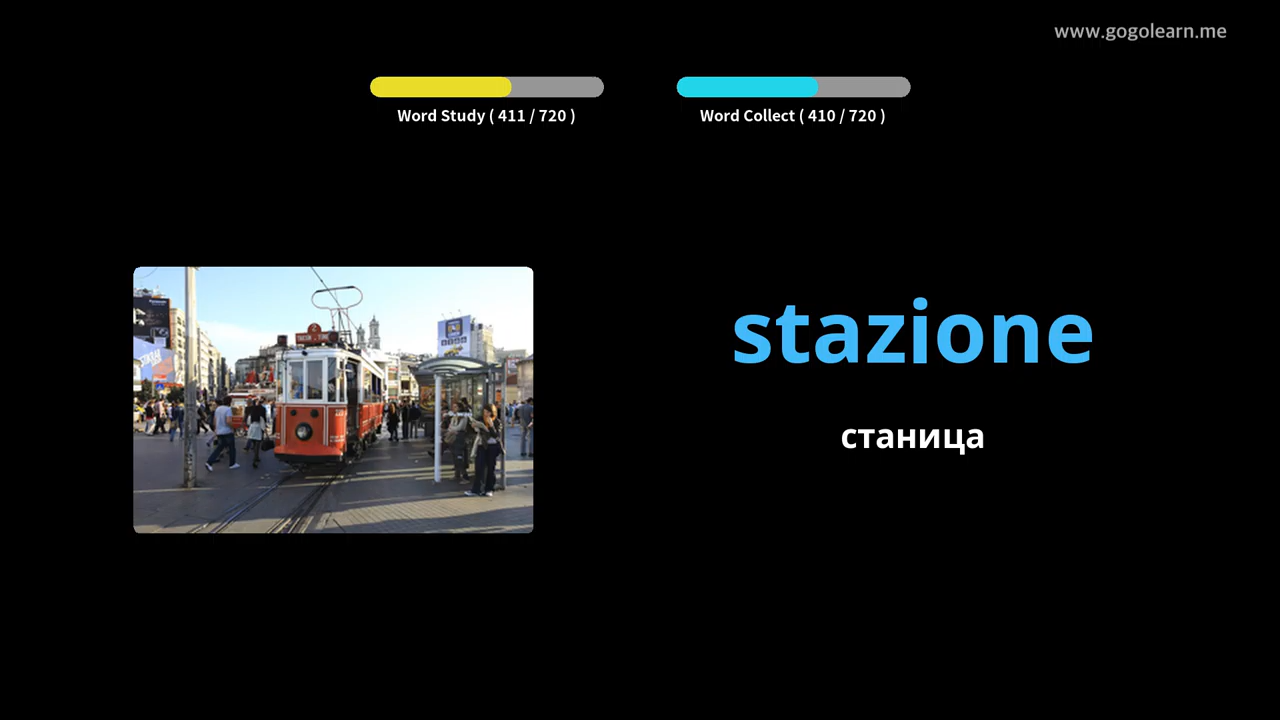 www.gogolearn.me
Word Study ( 411 / 720 )
Word Collect ( 410 / 720 )
stazione
станица